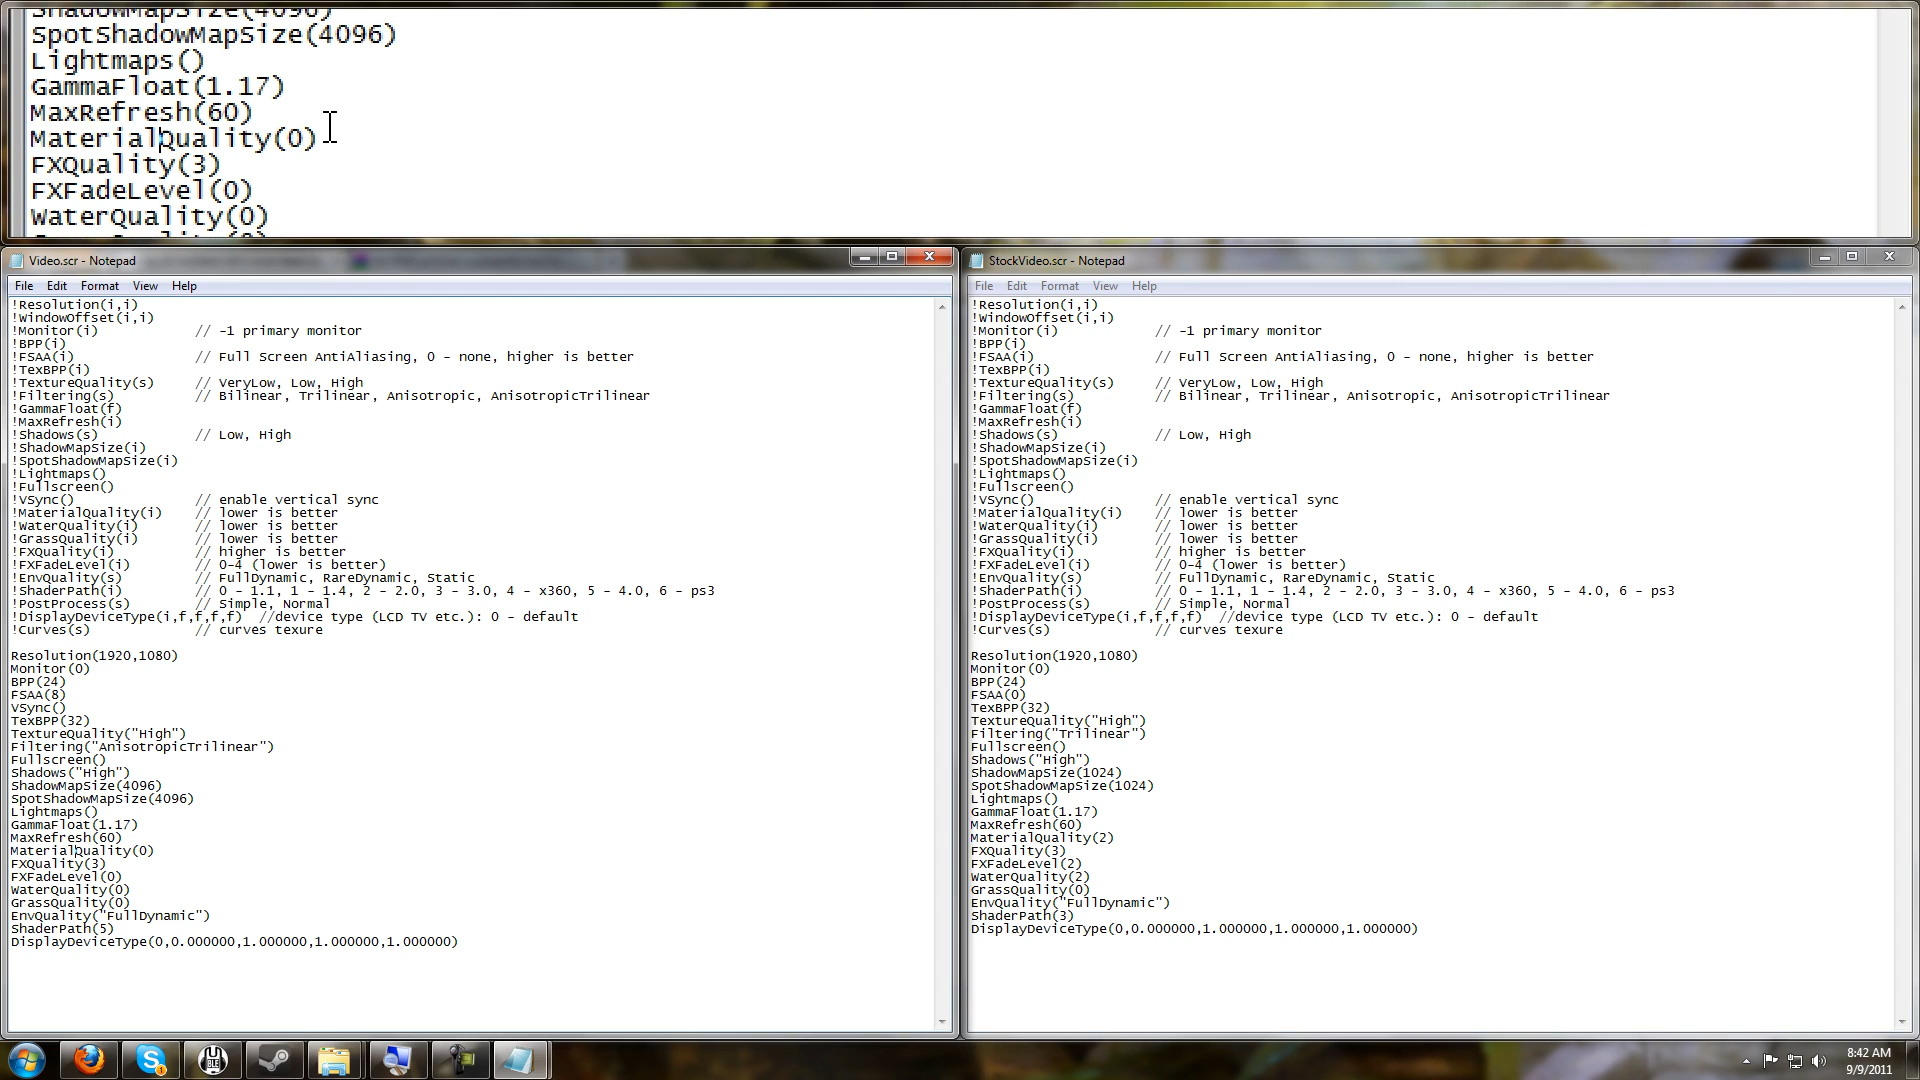 ShadowMapSize(4096)
SpotShadowMapSize(4096)
Lightmaps()
GammaFloat(1.17)
MaxRefresh(60)
MaterialQuality(0)
FXQuality(3)
FXFadeLevel(0)
WaterQuality(0)
Video.scr - Notepad
File Edit Format View Help
!Resolution(i,i)
!WindowOffset(i,i)
!Monitor(i) // -1 primary monitor
!BPP(i)
!FSAA(i) // Full Screen AntiAliasing, 0 - none, higher is better
!TexBPP(i)
!TextureQuality(s) // VeryLow, Low, High
!Filtering(s) // Bilinear, Trilinear, Anisotropic, AnisotropicTrilinear
!GammaFloat(f)
!MaxRefresh(i)
!Shadows(s) // Low, High
!ShadowMapSize(i)
!SpotShadowMapSize(i)
!Lightmaps()
!Fullscreen()
!VSync() // enable vertical sync
!MaterialQuality(i) // lower is better
!WaterQuality(i) // lower is better
!GrassQuality(i) // lower is better
!FXQuality(i) // higher is better
!FXFadeLevel(i) // 0-4 (lower is better)
!EnvQuality(s) // FullDynamic, RareDynamic, Static
!ShaderPath(i) // 0 - 1.1, 1 - 1.4, 2 - 2.0, 3 - 3.0, 4 - x360, 5 - 4.0, 6 - ps3
!PostProcess(s) // Simple, Normal
!DisplayDeviceType(i,f,f,f,f) //device type (LCD TV etc.): 0 - default
!Curves(s) // curves texure
Resolution(1920,1080)
Monitor(0)
BPP(24)
FSAA(8)
VSync()
TexBPP(32)
TextureQuality("High")
Filtering("AnisotropicTrilinear")
Fullscreen()
Shadows("High")
ShadowMapSize(4096)
SpotShadowMapSize(4096)
Lightmaps()
GammaFloat(1.17)
MaxRefresh(60)
MaterialQuality(0)
FXQuality(3)
FXFadeLevel(0)
WaterQuality(0)
GrassQuality(0)
EnvQuality("FullDynamic")
ShaderPath(5)
DisplayDeviceType(0,0.000000,1.000000,1.000000,1.000000)
StockVideo.scr - Notepad
File Edit Format View Help
!Resolution(i,i)
!WindowOffset(i,i)
!Monitor(i) // -1 primary monitor
!BPP(i)
!FSAA(i) // Full Screen AntiAliasing, 0 - none, higher is better
!TexBPP(i)
!TextureQuality(s) // VeryLow, Low, High
!Filtering(s) // Bilinear, Trilinear, Anisotropic, AnisotropicTrilinear
!GammaFloat(f)
!MaxRefresh(i)
!Shadows(s) // Low, High
!ShadowMapSize(i)
!SpotShadowMapSize(i)
!Lightmaps()
!Fullscreen()
!VSync() // enable vertical sync
!MaterialQuality(i) // lower is better
!WaterQuality(i) // lower is better
!GrassQuality(i) // lower is better
!FXQuality(i) // higher is better
!FXFadeLevel(i) // 0-4 (lower is better)
!EnvQuality(s) // FullDynamic, RareDynamic, Static
!ShaderPath(i) // 0 - 1.1, 1 - 1.4, 2 - 2.0, 3 - 3.0, 4 - x360, 5 - 4.0, 6 - ps3
!PostProcess(s) // Simple, Normal
!DisplayDeviceType(i,f,f,f,f) //device type (LCD TV etc.): 0 - default
!Curves(s) // curves texure
Resolution(1920,1080)
Monitor(0)
BPP(24)
FSAA(0)
TexBPP(32)
TextureQuality("High")
Filtering("Trilinear")
Fullscreen()
Shadows("High")
ShadowMapSize(1024)
SpotShadowMapSize(1024)
Lightmaps()
GammaFloat(1.17)
MaxRefresh(60)
MaterialQuality(2)
FXQuality(3)
FXFadeLevel(2)
WaterQuality(2)
GrassQuality(0)
EnvQuality("FullDynamic")
ShaderPath(3)
DisplayDeviceType(0,0.000000,1.000000,1.000000,1.000000)
8:42 AM
9/9/2011